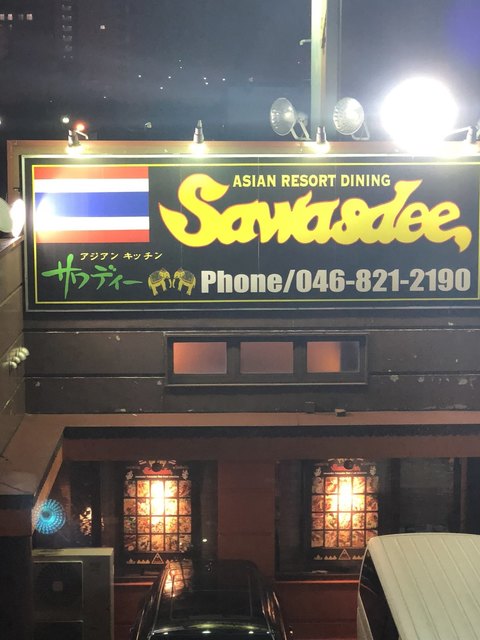 ASIAN RESORT DINING
Sawasdee
アジアン キッチン
サワディー
Phone/046-821-2190